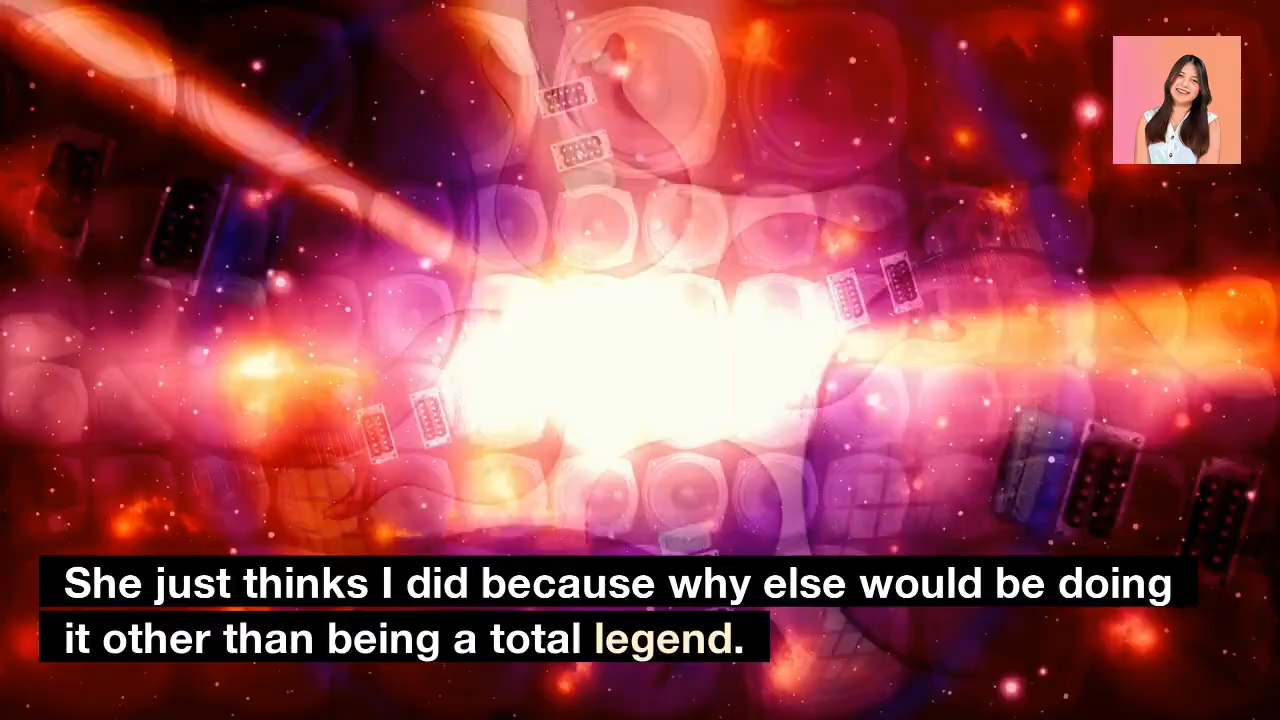 She just thinks I did because why else would be doing
it other than being a total legend.